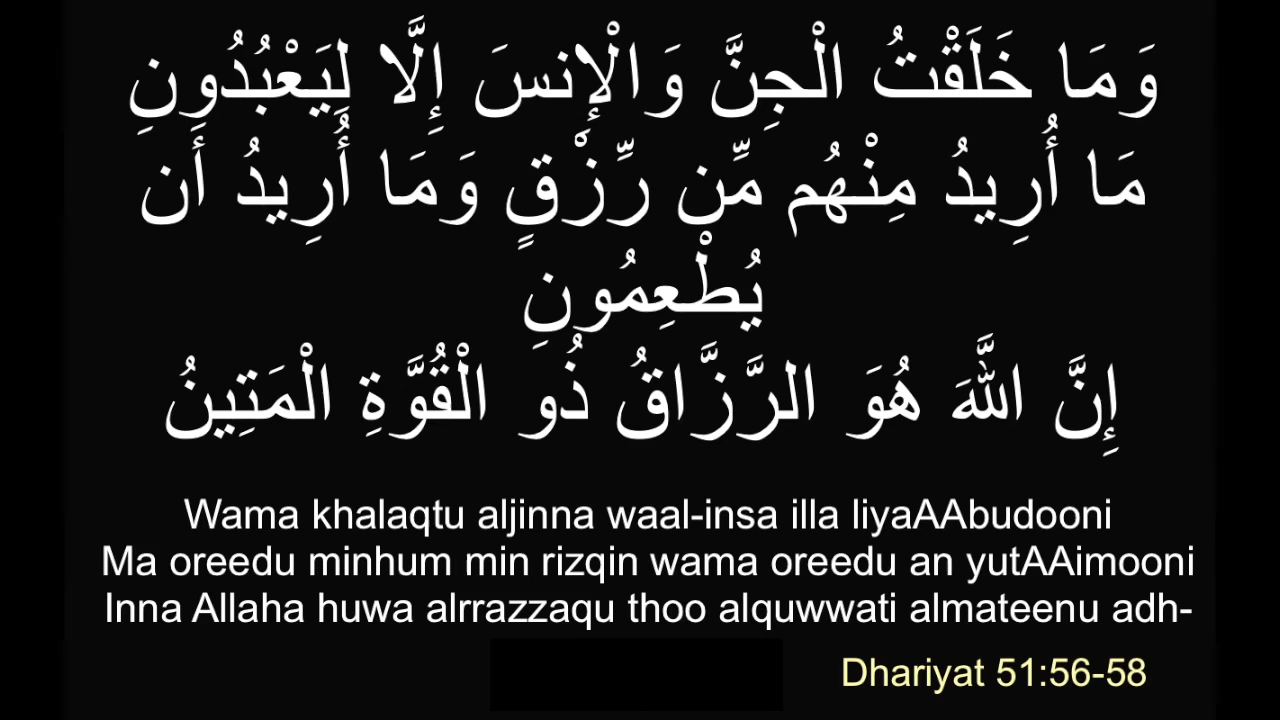 وَمَا خَلَقْتُ الْجِنَّ وَالْإِنسَ إِلَّا لِيَعْبُدُونِ
مَا أُرِيدُ مِنْهُم مِّن رِّزْقٍ وَمَا أُرِيدُ أَن
يُطْعِمُونِ
إِنَّ اللَّهَ هُوَ الرَّزَّاقُ ذُو الْقُوَّةِ الْمَتِينُ
Wama khalaqtu aljinna waal-insa illa liyaAAbudooni
Ma oreedu minhum min rizqin wama oreedu an yutAAimooni
Inna Allaha huwa alrrazzaqu thoo alquwwati almateenu adh-
Dhariyat 51:56-58